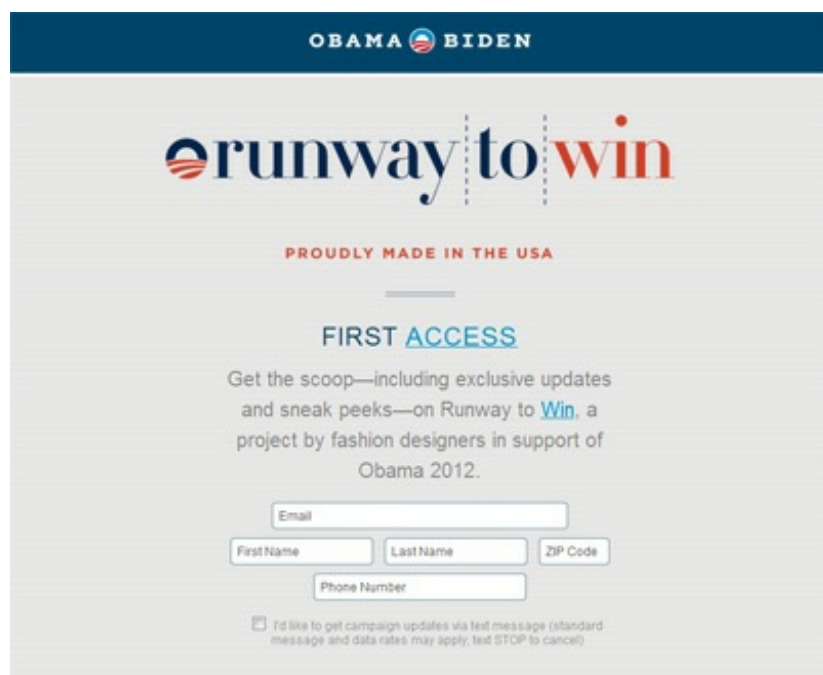 OBAMA BIDEN
runway to win
PROUDLY MADE IN THE USA
FIRST ACCESS
Get the scoop—including exclusive updates
and sneak peeks—on Runway to Win, a
project by fashion designers in support of
Obama 2012.
Email
First Name Last Name ZIP Code
Phone Number
I'd like to get campaign updates via text message (standard
message and data rates may apply; text STOP to cancel)